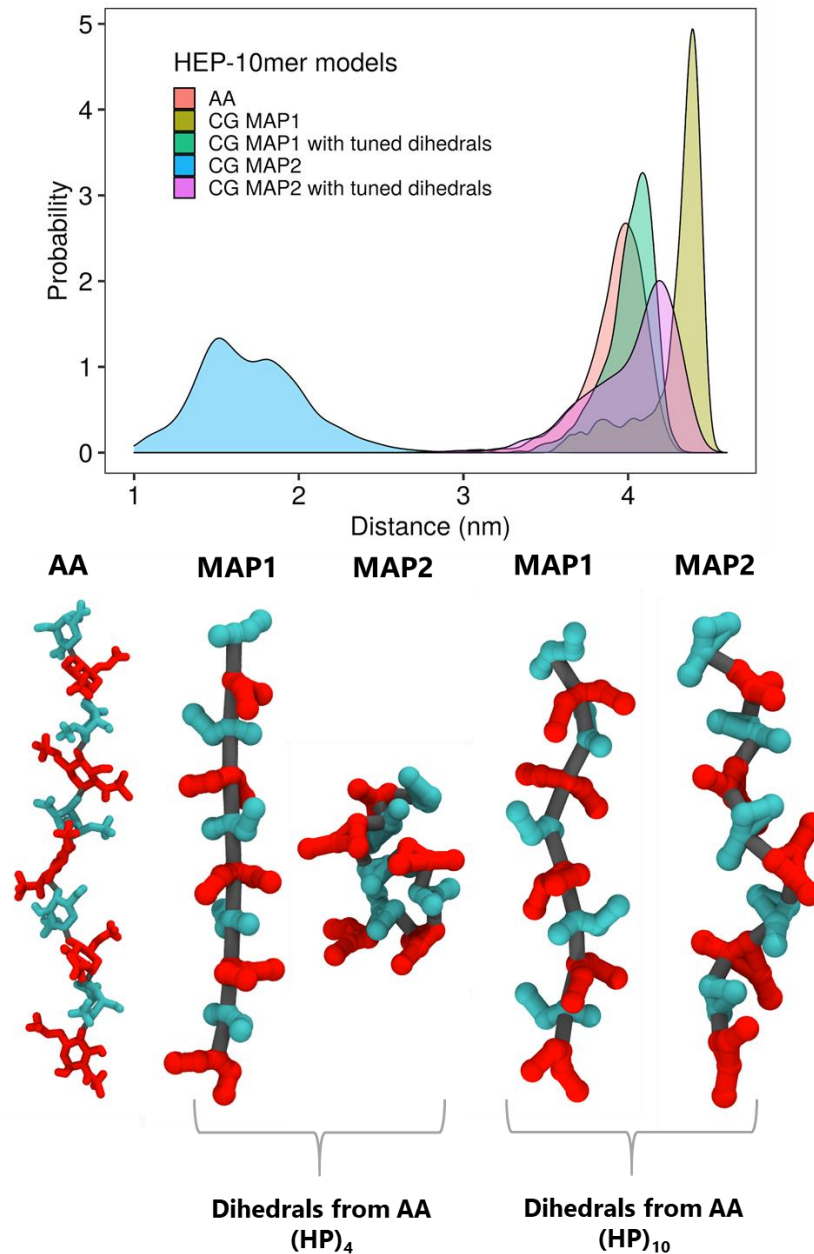 HEP-10mer models
AA
CG MAP1
CG MAP1 with tuned dihedrals
CG MAP2
CG MAP2 with tuned dihedrals
Probability
5
4
3
2
1
0
1 2 3 4
Distance (nm)
AA MAP1 MAP2 MAP1 MAP2
Dihedrals from AA
(HP)4
Dihedrals from AA
(HP)10